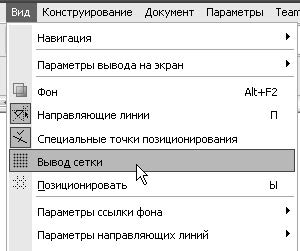 Вид Конструирование Документ Параметры Team
Навигация
Параметры вывода на экран
Фон Alt+F2
Направляющие линии П
Специальные точки позиционирования
Вывод сетки
Позиционировать Ы
Параметры ссылки фона
Параметры направляющих линий